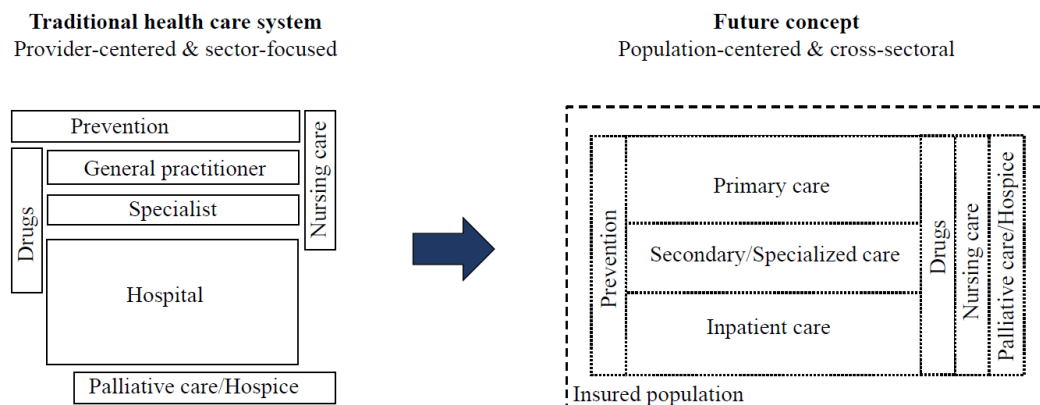 Traditional health care system
Provider-centered & sector-focused
Prevention
General practitioner
Specialist
Hospital
Drugs
Nursing care
Palliative care/Hospice
Future concept
Population-centered & cross-sectoral
Prevention
Primary care
Secondary/Specialized care
Inpatient care
Drugs
Nursing care
Palliative care/Hospice
Insured population